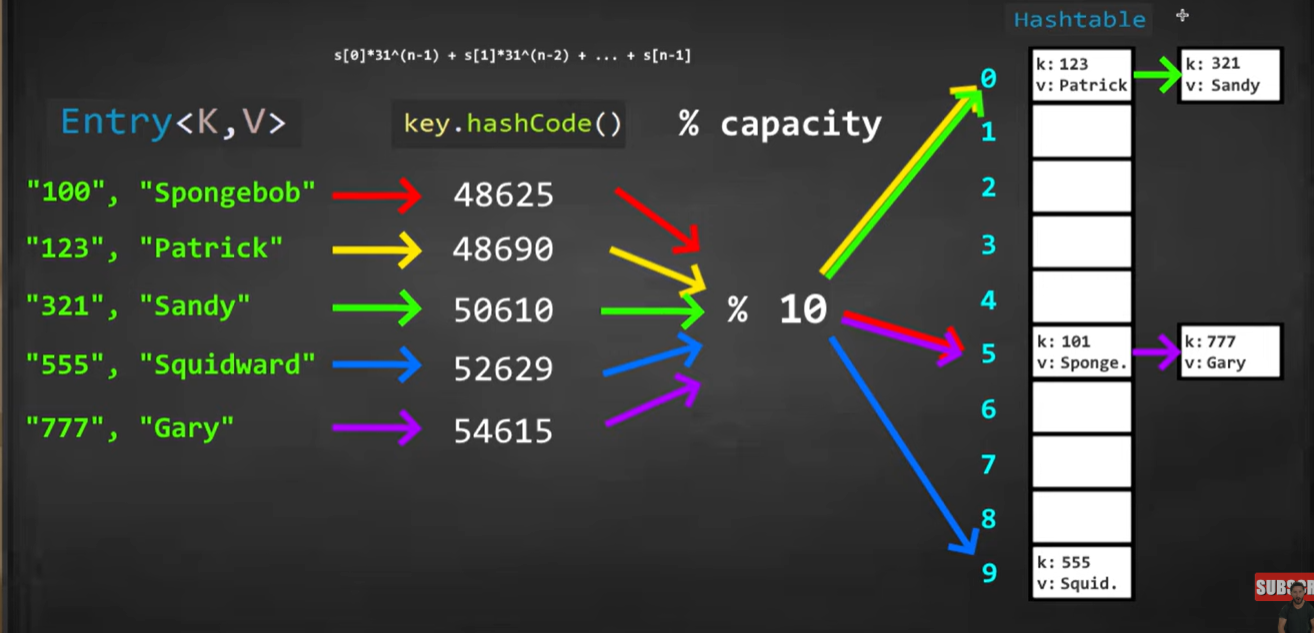 Hashtable
s[0]*31^(n-1) + s[1]*31^(n-2) + ... + s[n-1]
Entry<K,V>
key.hashCode()
% capacity
"100", "Spongebob"
48625
"123", "Patrick"
48690
"321", "Sandy"
50610
"555", "Squidward"
52629
"777", "Gary"
54615
% 10
0
k: 123
v: Patrick
k: 321
v: Sandy
1
2
3
4
5
k: 101
v: Sponge.
k: 777
v: Gary
6
7
8
9
k: 555
v: Squid.